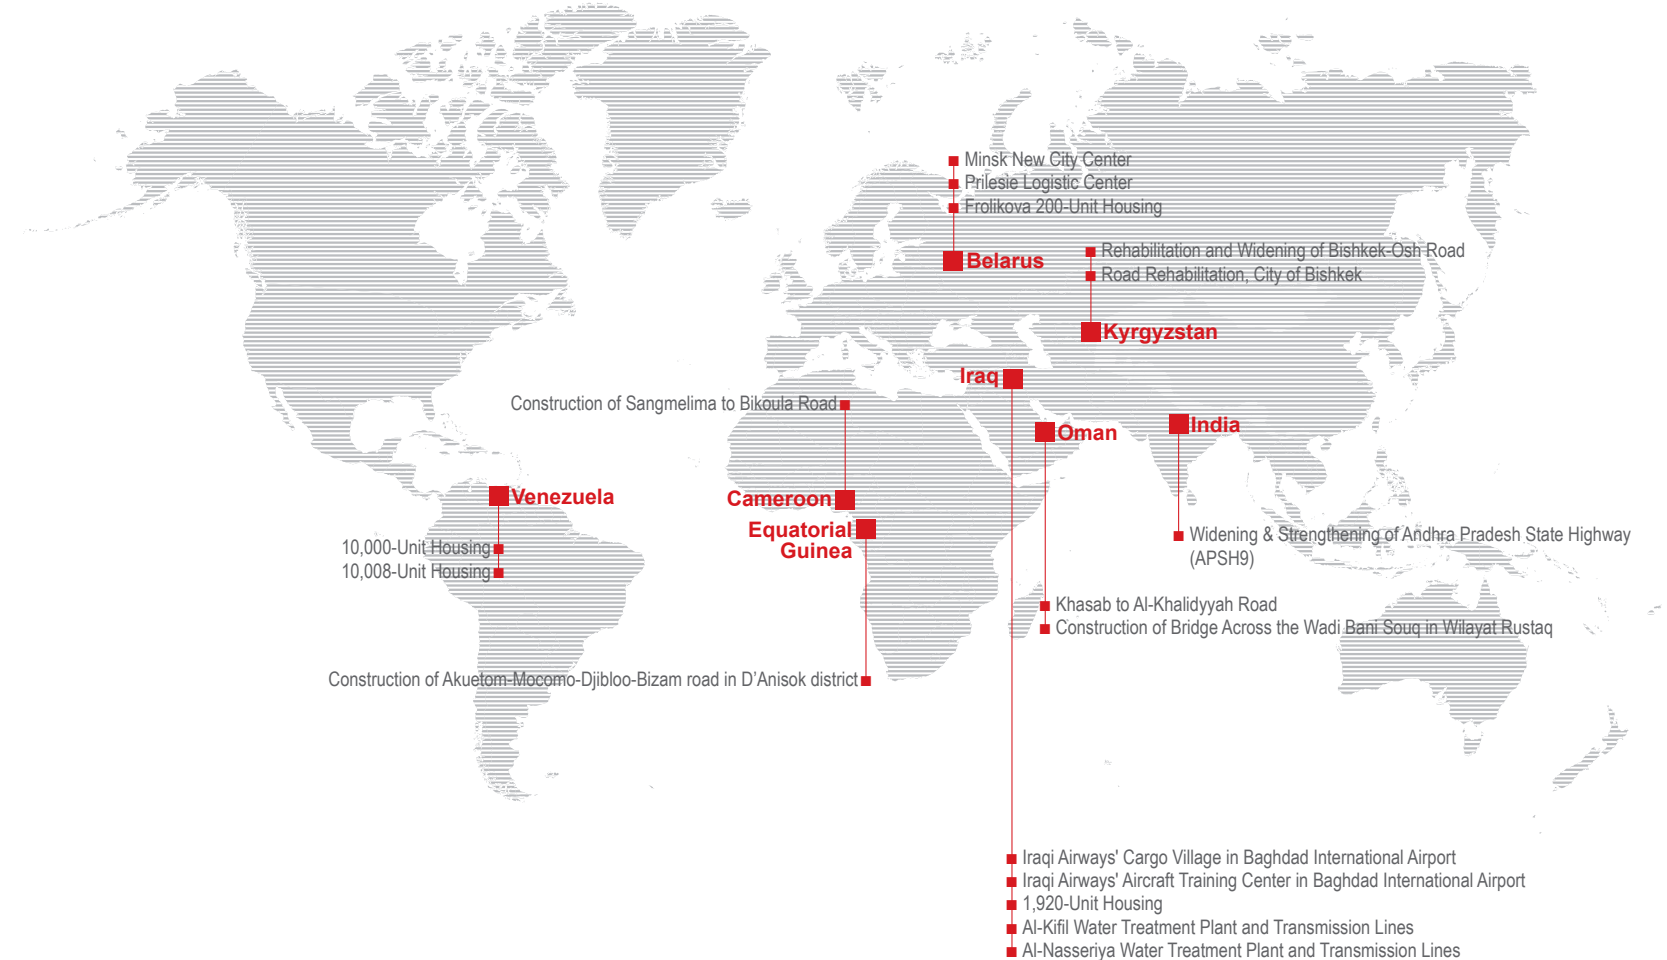 Minsk New City Center
Prilesie Logistic Center
Frolikova 200-Unit Housing
Belarus
Rehabilitation and Widening of Bishkek-Osh Road
Road Rehabilitation, City of Bishkek
Kyrgyzstan
Iraq
Construction of Sangmelima to Bikoula Road
Oman
India
Venezuela
Cameroon
Equatorial
Guinea
10,000-Unit Housing
10,008-Unit Housing
Widening & Strengthening of Andhra Pradesh State Highway
(APSH9)
Khasab to Al-Khalidyyah Road
Construction of Bridge Across the Wadi Bani Souq in Wilayat Rustaq
Construction of Akuetom-Mocomo-Djibloo-Bizam road in D'Anisok district
Iraqi Airways' Cargo Village in Baghdad International Airport
Iraqi Airways' Aircraft Training Center in Baghdad International Airport
1,920-Unit Housing
Al-Kifil Water Treatment Plant and Transmission Lines
Al-Nasseriya Water Treatment Plant and Transmission Lines